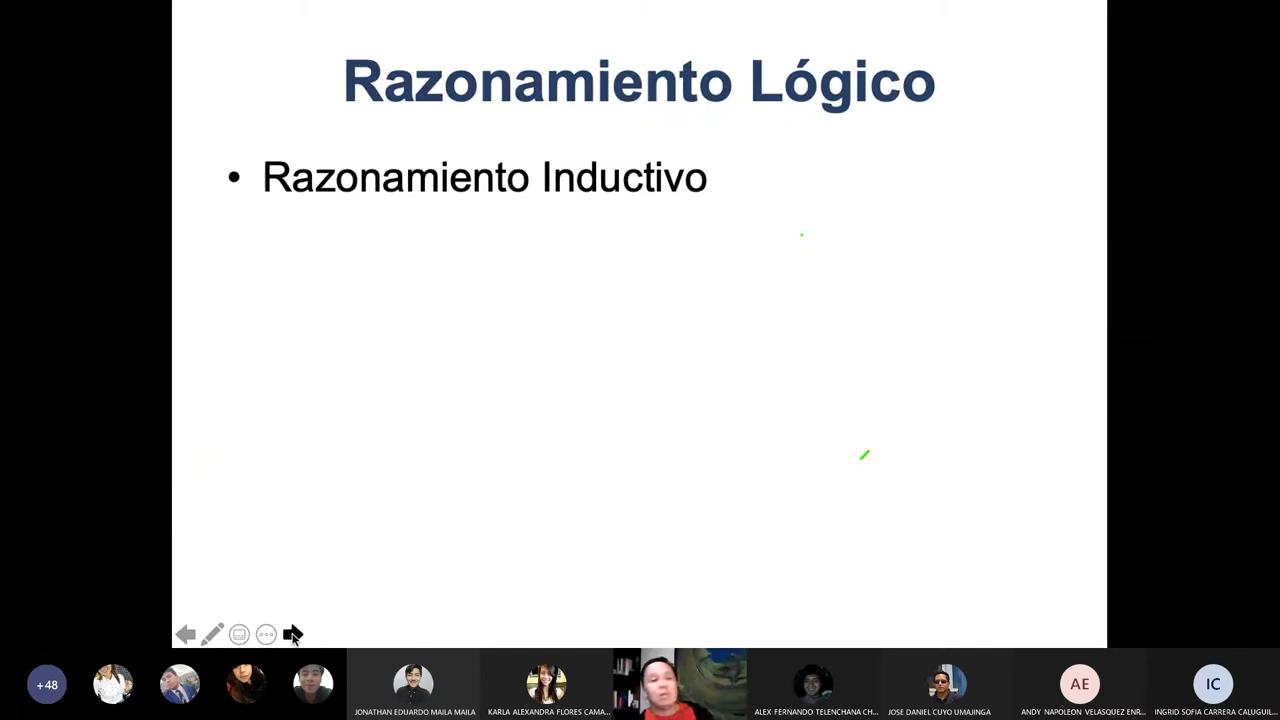 Razonamiento Lógico
• Razonamiento Inductivo
+48
JONATHAN EDUARDO MAILA MAILA
KARLA ALEXANDRA FLORES CAMA...
ALEX FERNANDO TELENCHANA CH...
JOSE DANIEL CUYO UMAJINGA
AE
ANDY NAPOLEON VELASQUEZ ENR...
IC
INGRID SOFIA CARRERA CALUGUIL...